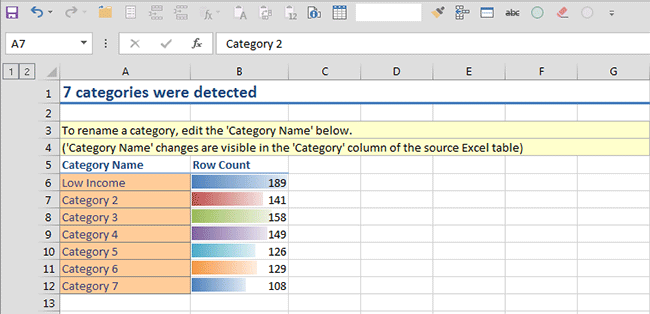 abc
A7 fx Category 2
1 2
A B C D E F G
1 7 categories were detected
2
3 To rename a category, edit the 'Category Name' below.
4 ('Category Name' changes are visible in the 'Category' column of the source Excel table)
5 Category Name Row Count
6 Low Income 189
7 Category 2 141
8 Category 3 158
9 Category 4 149
10 Category 5 126
11 Category 6 129
12 Category 7 108
13